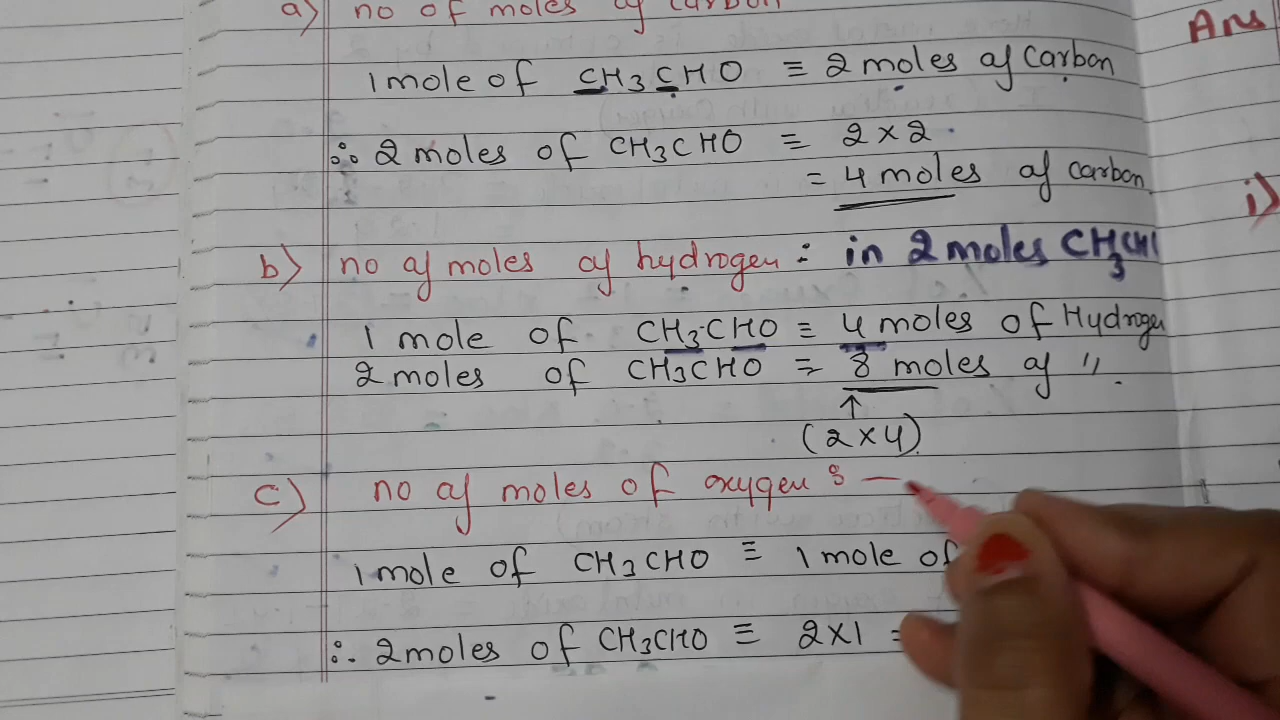 a) no of moles of carbon
Ans
1 mole of CH3CHO ≡ 2 moles of Carbon
∴ 2 moles of CH3CHO ≡ 2 × 2
= 4 moles of carbon
i)
b) no of moles of hydrogen : in 2 moles CH3CH
1 mole of CH3CHO ≡ 4 moles of Hydrogen
2 moles of CH3CHO = 8 moles of "
↑
(2 × 4)
c) no of moles of oxygen : —
1 mole of CH3CHO ≡ 1 mole of
∴ 2 moles of CH3CHO ≡ 2 × 1 =